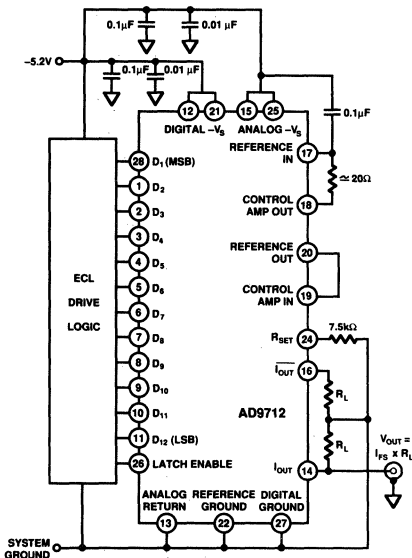 0.1µF
0.01 µF
–5.2V
0.1µF
0.01 µF
0.1µF
12
21
15
25
DIGITAL –VS
ANALOG –VS
REFERENCE
IN
17
≃ 20Ω
CONTROL
AMP OUT
18
REFERENCE
OUT
20
CONTROL
AMP IN
19
RSET
24
7.5kΩ
IOUT
16
RL
RL
AD9712
VOUT =
IFS x RL
IOUT
14
ECL
DRIVE
LOGIC
28
D1 (MSB)
1
D2
2
D3
3
D4
4
D5
5
D6
6
D7
7
D8
8
D9
9
D10
10
D11
11
D12 (LSB)
26
LATCH ENABLE
ANALOG
RETURN
REFERENCE
GROUND
DIGITAL
GROUND
13
22
27
SYSTEM
GROUND